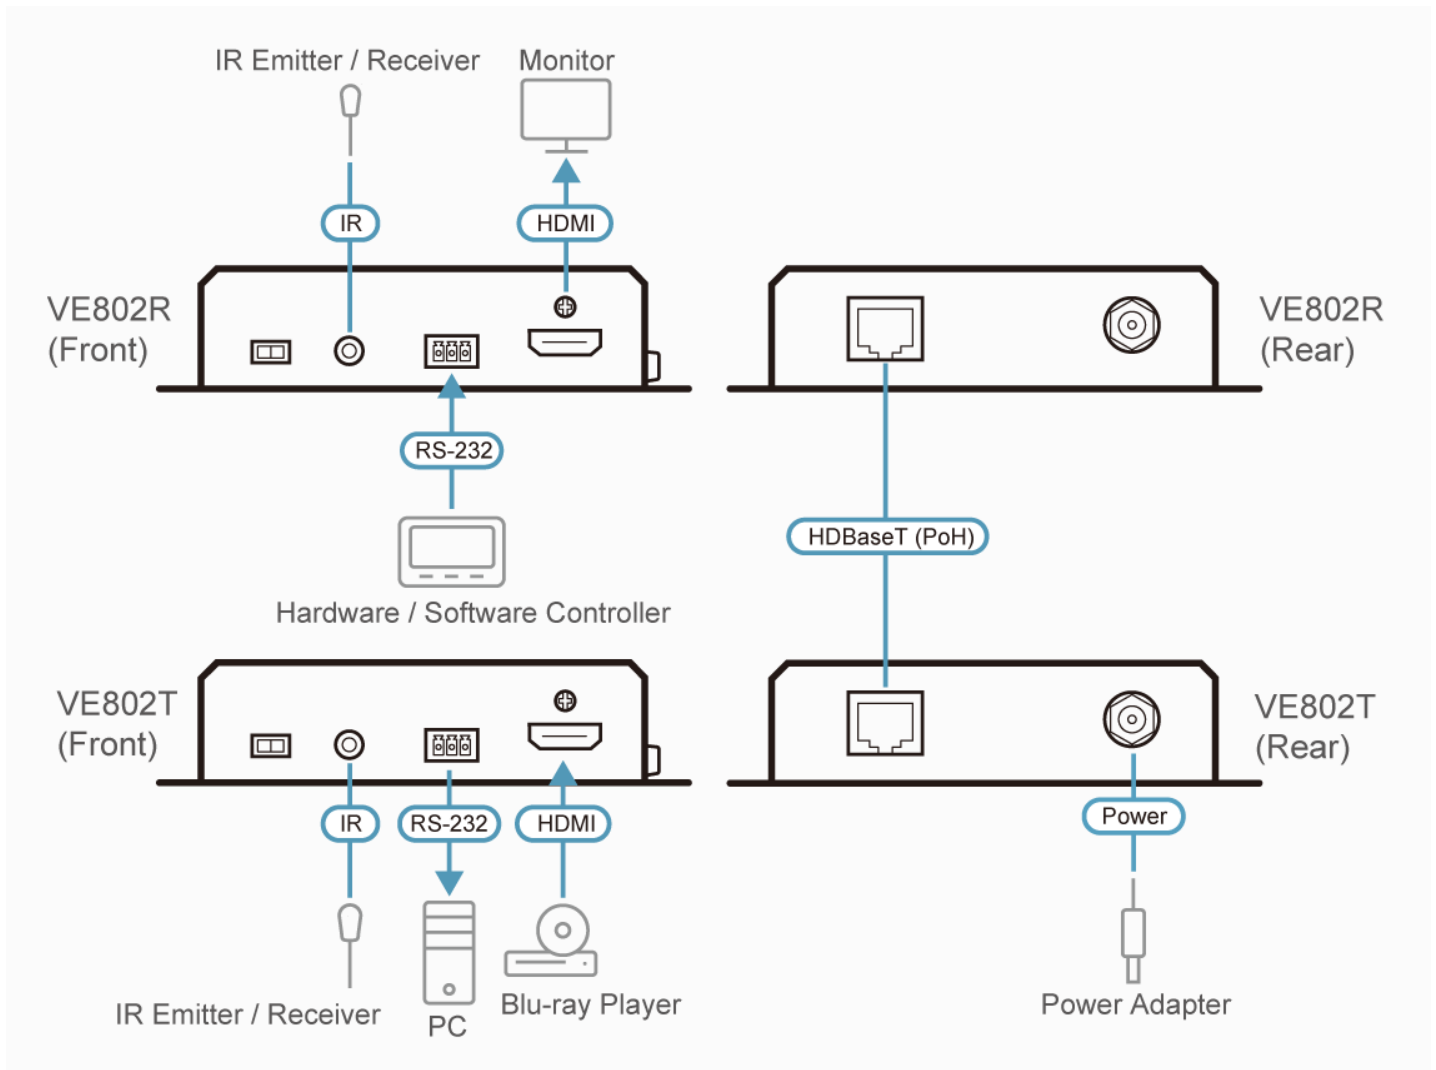 IR Emitter / Receiver
Monitor
IR
HDMI
VE802R
(Front)
VE802R
(Rear)
RS-232
HDBaseT (PoH)
Hardware / Software Controller
VE802T
(Front)
VE802T
(Rear)
IR
RS-232
HDMI
Power
IR Emitter / Receiver
PC
Blu-ray Player
Power Adapter